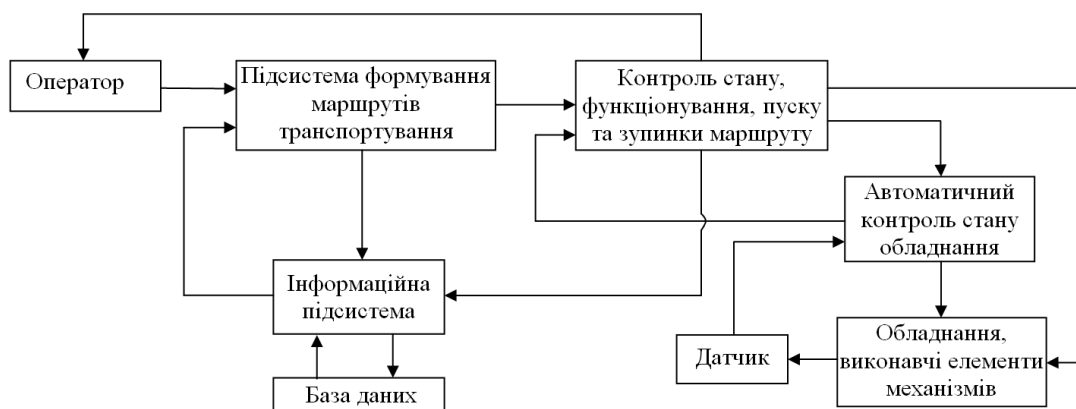 Оператор
Підсистема формування
маршрутів
транспортування
Контроль стану,
функціонування, пуску
та зупинки маршруту
Автоматичний
контроль стану
обладнання
Інформаційна
підсистема
Датчик
Обладнання,
виконавчі елементи
механізмів
База даних